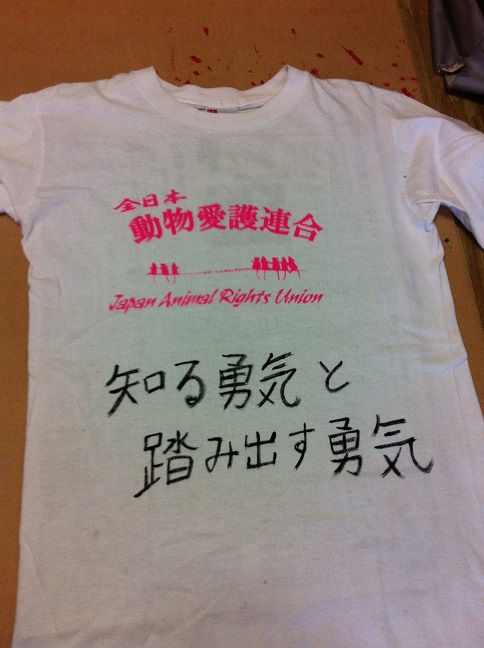 全日本
動物愛護連合
Japan Animal Rights Union
知る勇気と
踏み出す勇気